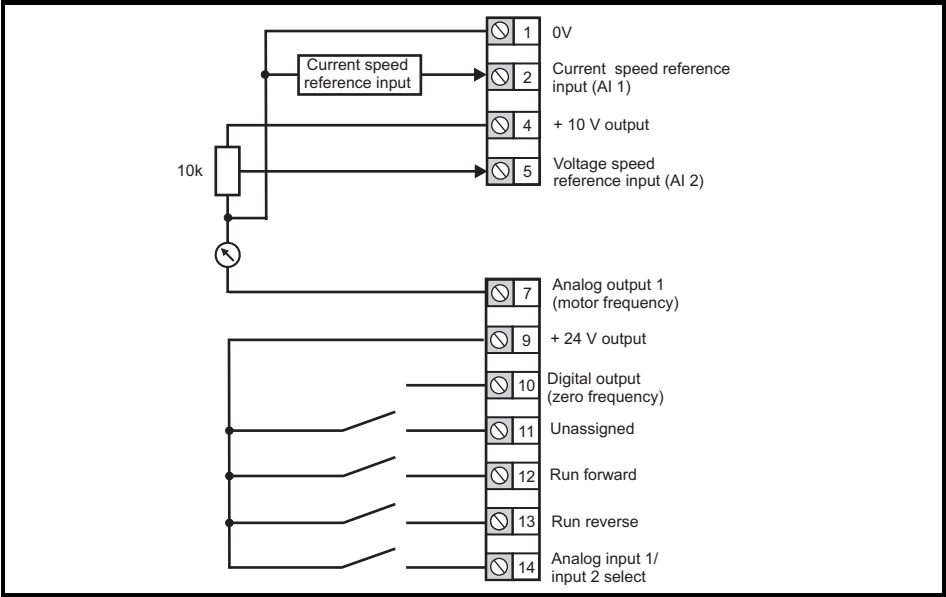 1 0V
Current speed
reference input
2 Current speed reference
input (AI 1)
4 + 10 V output
10k
5 Voltage speed
reference input (AI 2)
7 Analog output 1
(motor frequency)
9 + 24 V output
10 Digital output
(zero frequency)
11 Unassigned
12 Run forward
13 Run reverse
14 Analog input 1/
input 2 select